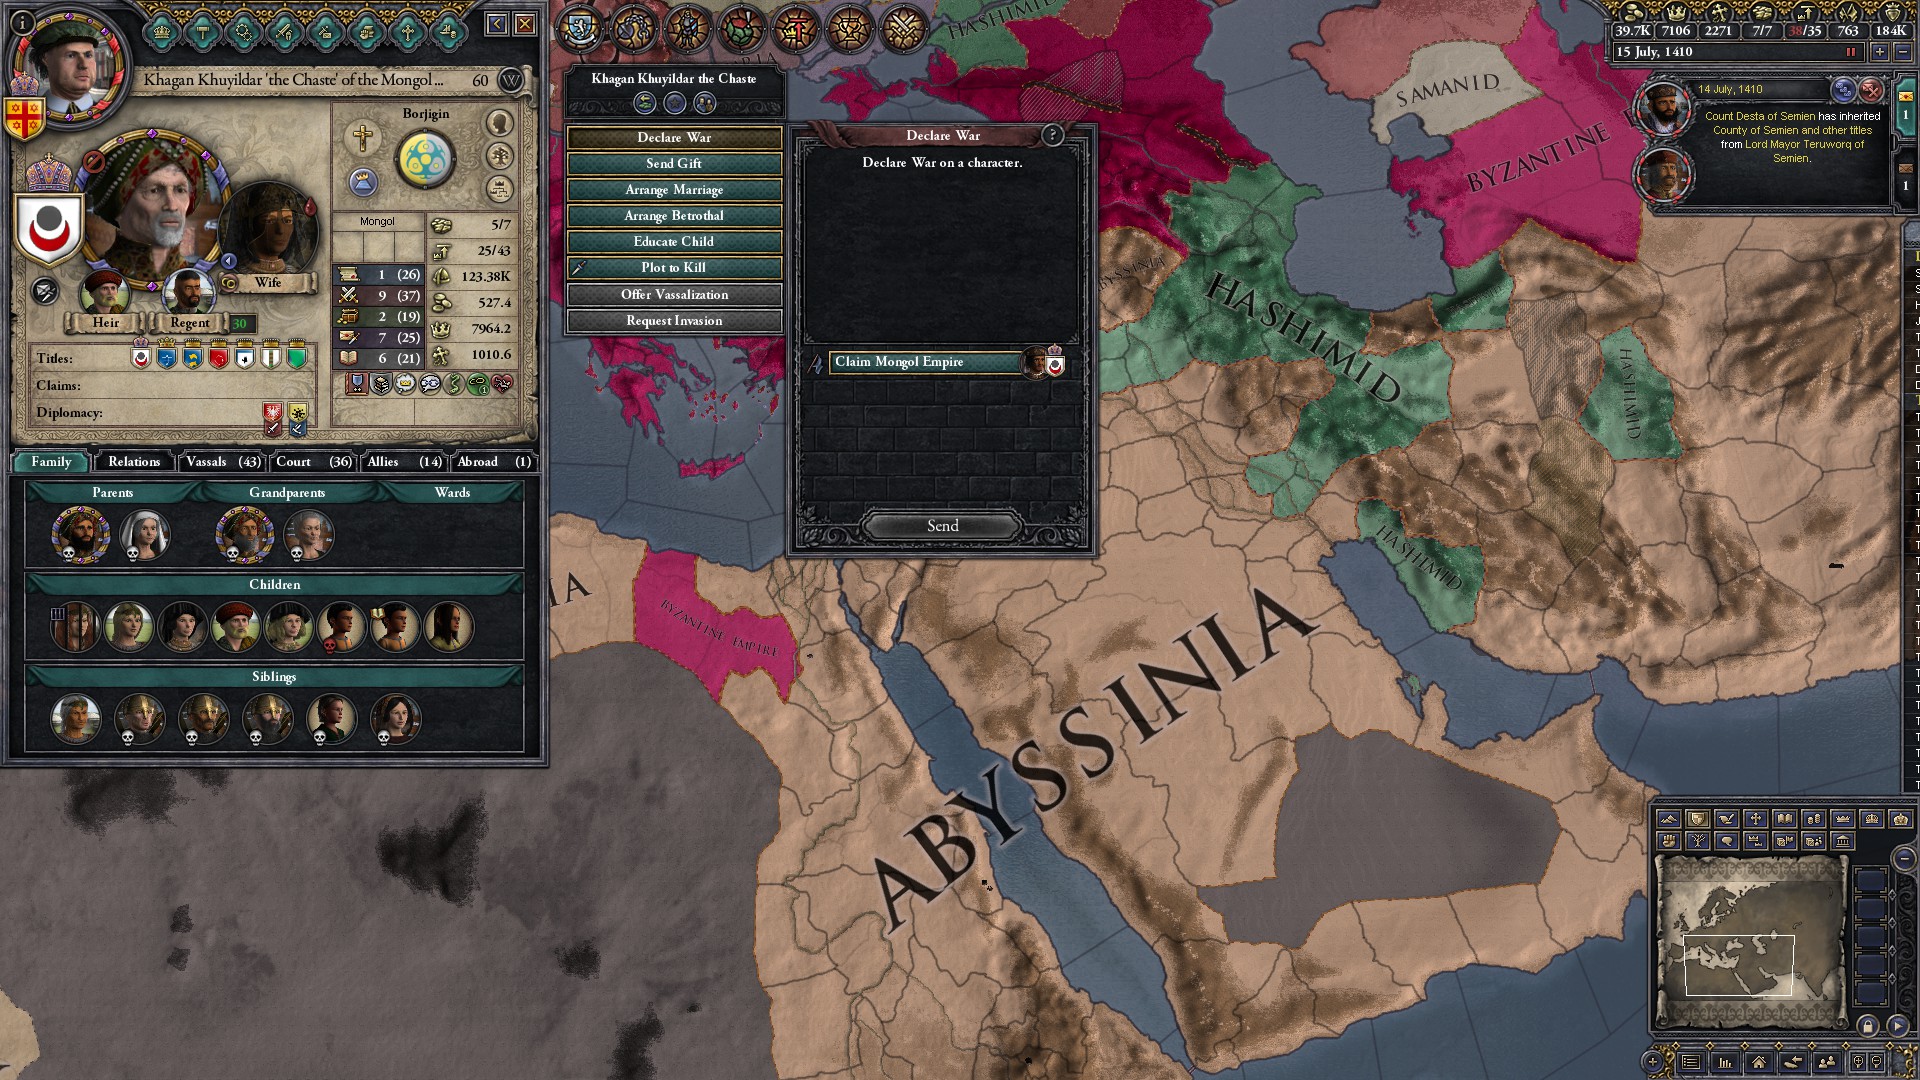 Khagan Khuyildar 'the Chaste' of the Mongol ... 60
Borjigin
Wife
Heir
Regent 30
Mongol
1 (26)
9 (37)
2 (19)
7 (25)
6 (21)
5/7
25/43
123.38K
527.4
7964.2
1010.6
Titles:
Claims:
Diplomacy:
Family
Relations
Vassals (43)
Court (36)
Allies (14)
Abroad (1)
Parents
Grandparents
Wards
Children
Siblings
Khagan Khuyildar the Chaste
Declare War
Send Gift
Arrange Marriage
Arrange Betrothal
Educate Child
Plot to Kill
Offer Vassalization
Request Invasion
Declare War
?
Declare War on a character.
Claim Mongol Empire
Send
39.7K 7106 2271 7/7 38/35 763 184K
15 July, 1410
14 July, 1410
Count Desta of Semien has inherited
County of Semien and other titles
from Lord Mayor Teruworq of
Semien.
1
1
HASHIMID
SAMANID
BYZANTINE
ABYSSINIA
HASHIMID
HASHIMID
HASHIMID
BYZANTINE EMPIRE
IA
ABYSSINIA